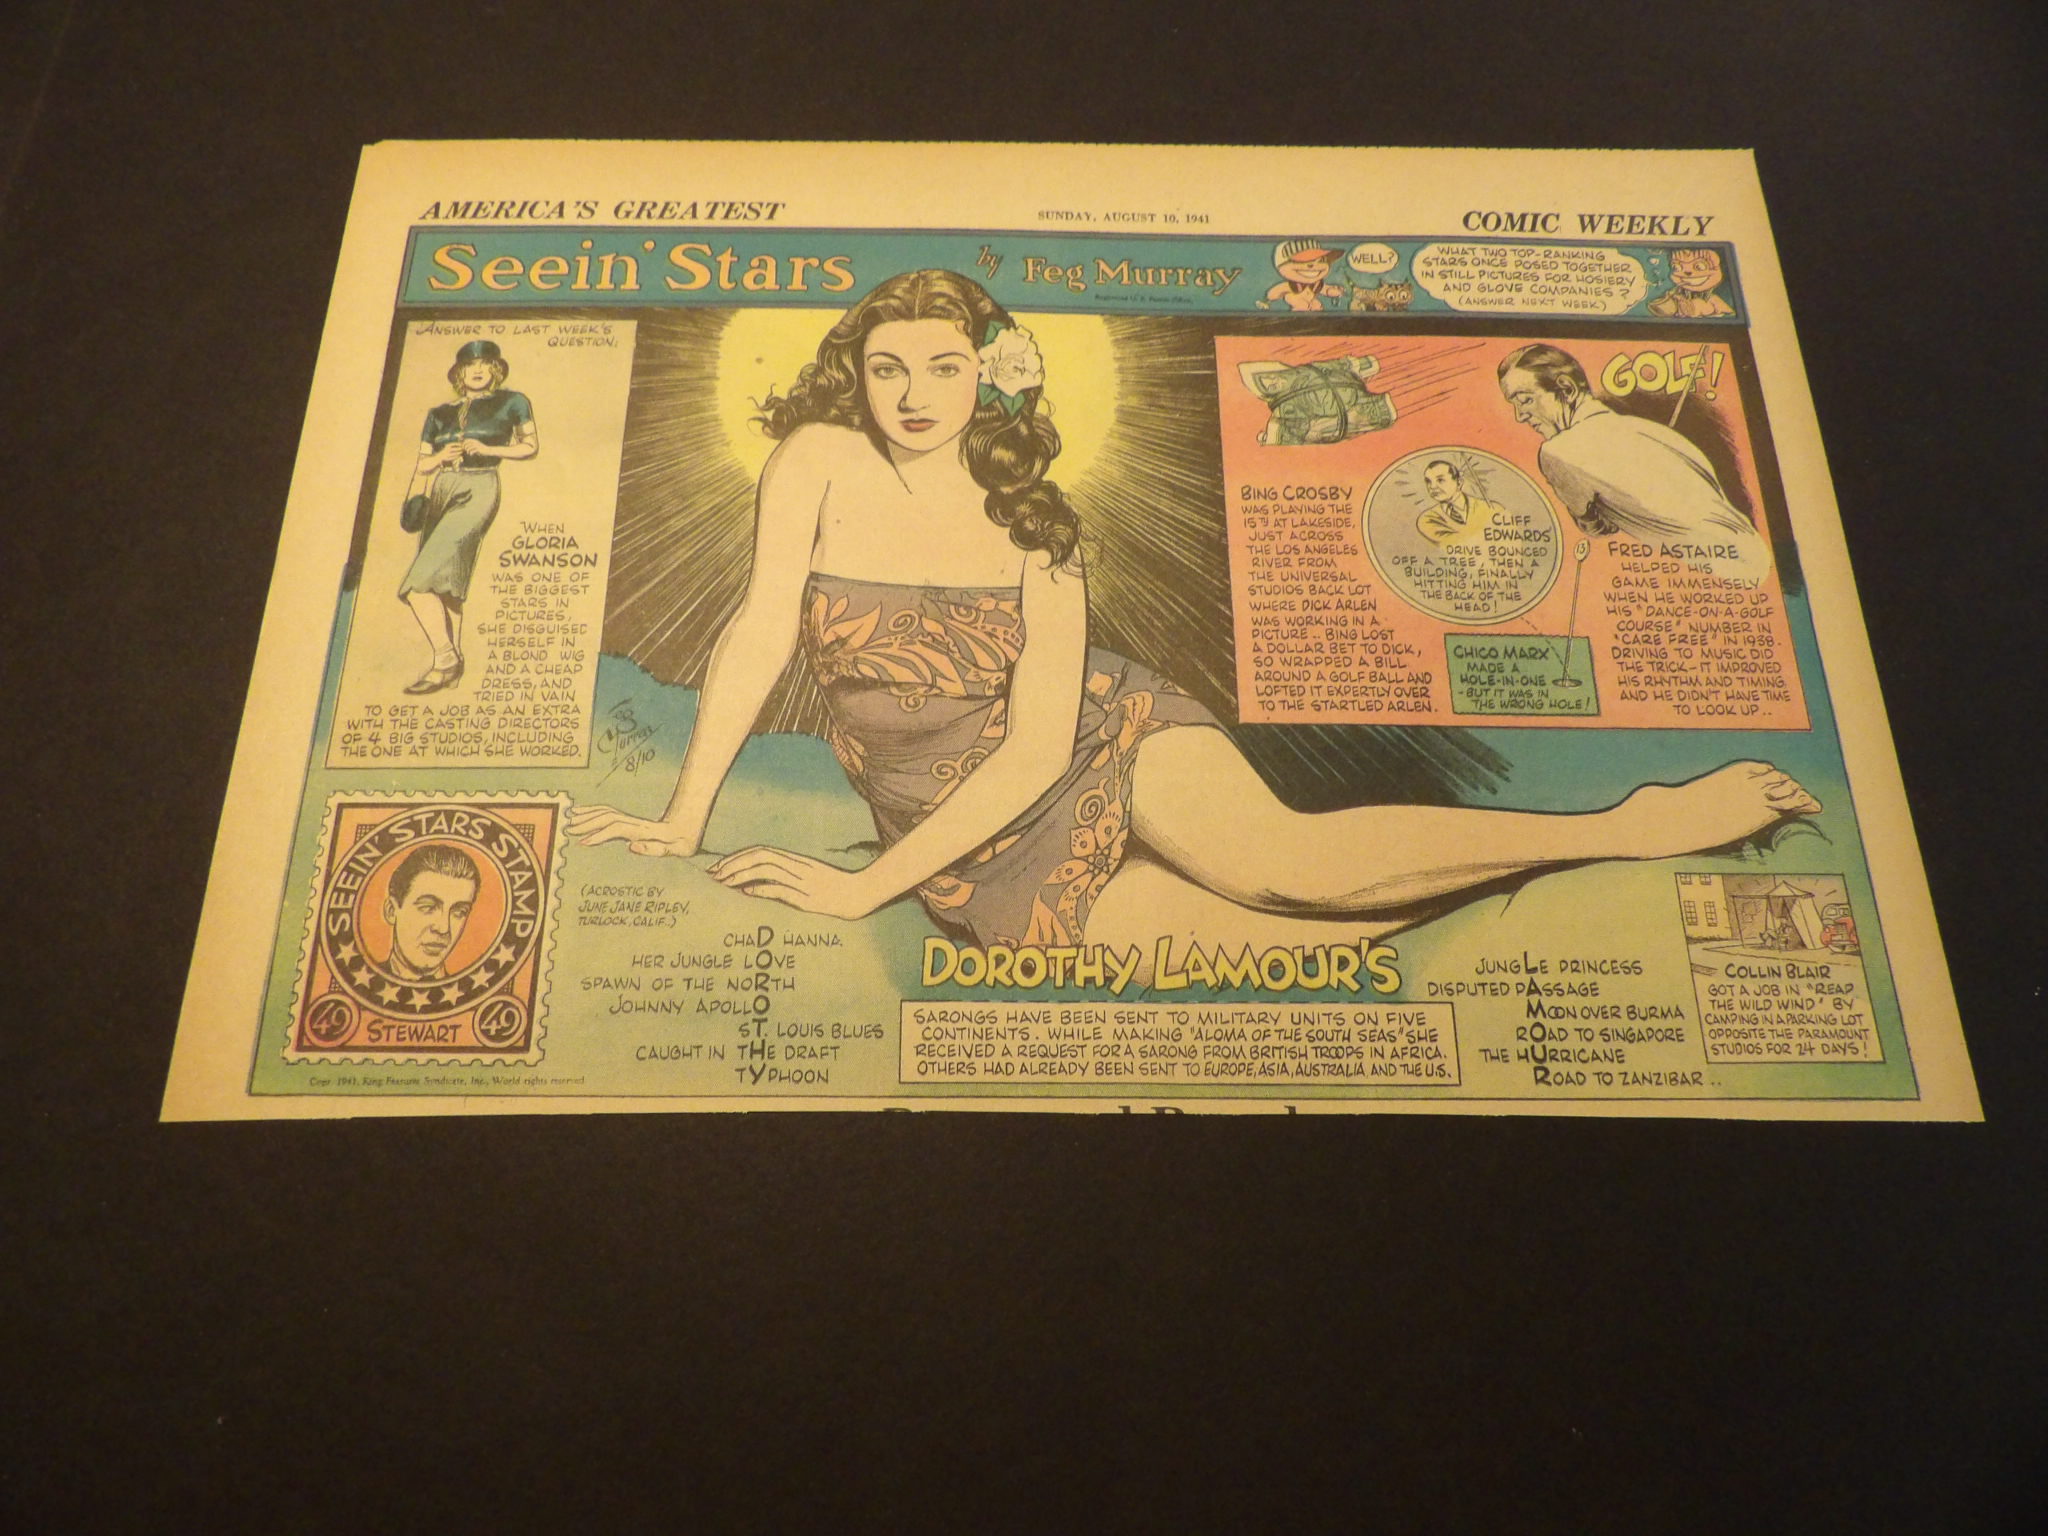 AMERICA'S GREATEST
SUNDAY, AUGUST 10, 1941
COMIC WEEKLY
Seein' Stars
by Feg Murray
WELL?
WHAT TWO TOP-RANKING
STARS ONCE POSED TOGETHER
IN STILL PICTURES FOR HOSIERY
AND GLOVE COMPANIES?
(ANSWER NEXT WEEK)
ANSWER TO LAST WEEK'S
QUESTION:
WHEN
GLORIA
SWANSON
WAS ONE OF
THE BIGGEST
STARS IN
PICTURES,
SHE DISGUISED
HERSELF IN
A BLOND WIG
AND A CHEAP
DRESS, AND
TRIED IN VAIN
TO GET A JOB AS AN EXTRA
WITH THE CASTING DIRECTORS
OF 4 BIG STUDIOS, INCLUDING
THE ONE AT WHICH SHE WORKED.
Feg
Murray
8/10
GOLF!
BING CROSBY
WAS PLAYING THE
15TH AT LAKESIDE,
JUST ACROSS
THE LOS ANGELES
RIVER FROM
THE UNIVERSAL
STUDIOS BACK LOT
WHERE DICK ARLEN
WAS WORKING IN A
PICTURE.. BING LOST
A DOLLAR BET TO DICK,
SO WRAPPED A BILL
AROUND A GOLF BALL AND
LOFTED IT EXPERTLY OVER
TO THE STARTLED ARLEN.
CLIFF
EDWARDS'
DRIVE BOUNCED
OFF A TREE, THEN A
BUILDING, FINALLY
HITTING HIM IN
THE BACK OF THE
HEAD!
13
CHICO MARX
MADE A
HOLE-IN-ONE
-BUT IT WAS IN
THE WRONG HOLE!
FRED ASTAIRE
HELPED HIS
GAME IMMENSELY
WHEN HE WORKED UP
HIS "DANCE-ON-A-GOLF
COURSE" NUMBER IN
"CARE FREE" IN 1938.
DRIVING TO MUSIC DID
THE TRICK-IT IMPROVED
HIS RHYTHM AND TIMING.
AND HE DIDN'T HAVE TIME
TO LOOK UP..
SEEIN' STARS STAMP
49
STEWART
49
Copr. 1941, King Features Syndicate, Inc., World rights reserved
(ACROSTIC BY
JUNE JANE RIPLEY,
TURLOCK, CALIF.)
CHAD HANNA
HER JUNGLE LOVE
SPAWN OF THE NORTH
JOHNNY APOLLO
ST. LOUIS BLUES
CAUGHT IN THE DRAFT
TYPHOON
DOROTHY LAMOUR'S
SARONGS HAVE BEEN SENT TO MILITARY UNITS ON FIVE
CONTINENTS. WHILE MAKING "ALOMA OF THE SOUTH SEAS" SHE
RECEIVED A REQUEST FOR A SARONG FROM BRITISH TROOPS IN AFRICA.
OTHERS HAD ALREADY BEEN SENT TO EUROPE, ASIA, AUSTRALIA, AND THE U.S.
JUNGLE PRINCESS
DISPUTED PASSAGE
MOON OVER BURMA
ROAD TO SINGAPORE
THE HURRICANE
ROAD TO ZANZIBAR..
COLLIN BLAIR
GOT A JOB IN "REAP
THE WILD WIND" BY
CAMPING IN A PARKING LOT
OPPOSITE THE PARAMOUNT
STUDIOS FOR 24 DAYS!